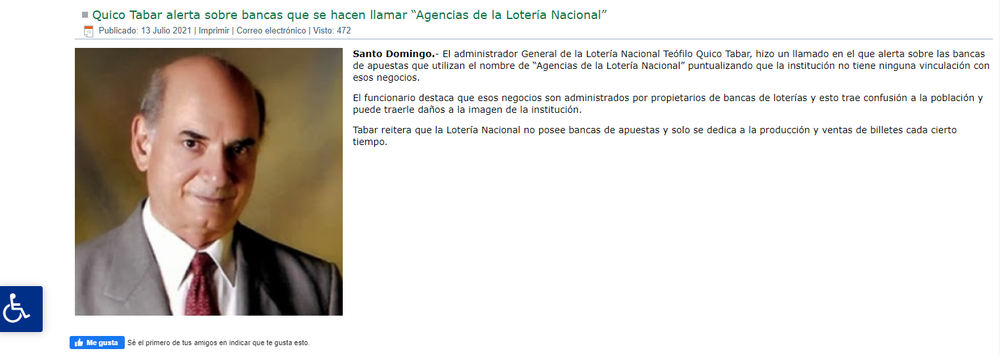 Quico Tabar alerta sobre bancas que se hacen llamar “Agencias de la Lotería Nacional”
Publicado: 13 Julio 2021 | Imprimir | Correo electrónico | Visto: 472
Santo Domingo.- El administrador General de la Lotería Nacional Teófilo Quico Tabar, hizo un llamado en el que alerta sobre las bancas
de apuestas que utilizan el nombre de “Agencias de la Lotería Nacional” puntualizando que la institución no tiene ninguna vinculación con
esos negocios.
El funcionario destaca que esos negocios son administrados por propietarios de bancas de loterías y esto trae confusión a la población y
puede traerle daños a la imagen de la institución.
Tabar reitera que la Lotería Nacional no posee bancas de apuestas y solo se dedica a la producción y ventas de billetes cada cierto
tiempo.
Me gusta Sé el primero de tus amigos en indicar que te gusta esto.